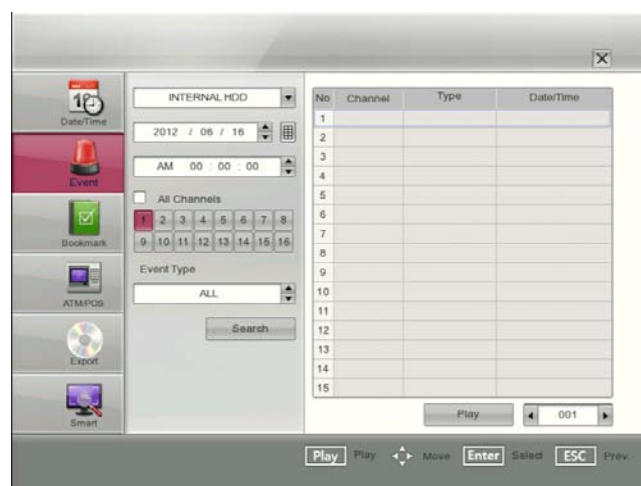 18
Date/Time
Event
Bookmark
ATM/POS
Export
Smart
INTERNAL HDD
2012 / 06 / 16
AM 00 : 00 : 00
All Channels
1 2 3 4 5 6 7 8
9 10 11 12 13 14 15 16
Event Type
ALL
Search
No Channel Type Date/Time
1
2
3
4
5
6
7
8
9
10
11
12
13
14
15
Play 001
Play Play Move Enter Select ESC Prev.